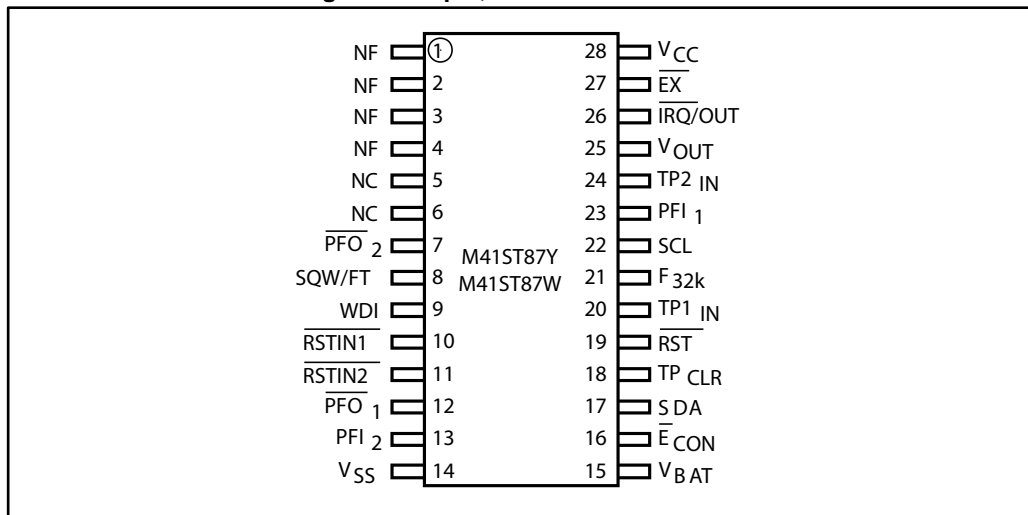 NF 1 28 VCC
NF 2 27 EX
NF 3 26 IRQ/OUT
NF 4 25 VOUT
NC 5 24 TP2 IN
NC 6 23 PFI 1
PFO 2 7 22 SCL
M41ST87Y
SQW/FT 8 21 F 32k
M41ST87W
WDI 9 20 TP1 IN
RSTIN1 10 19 RST
RSTIN2 11 18 TP CLR
PFO 1 12 17 SDA
PFI 2 13 16 ECON
VSS 14 15 VBAT